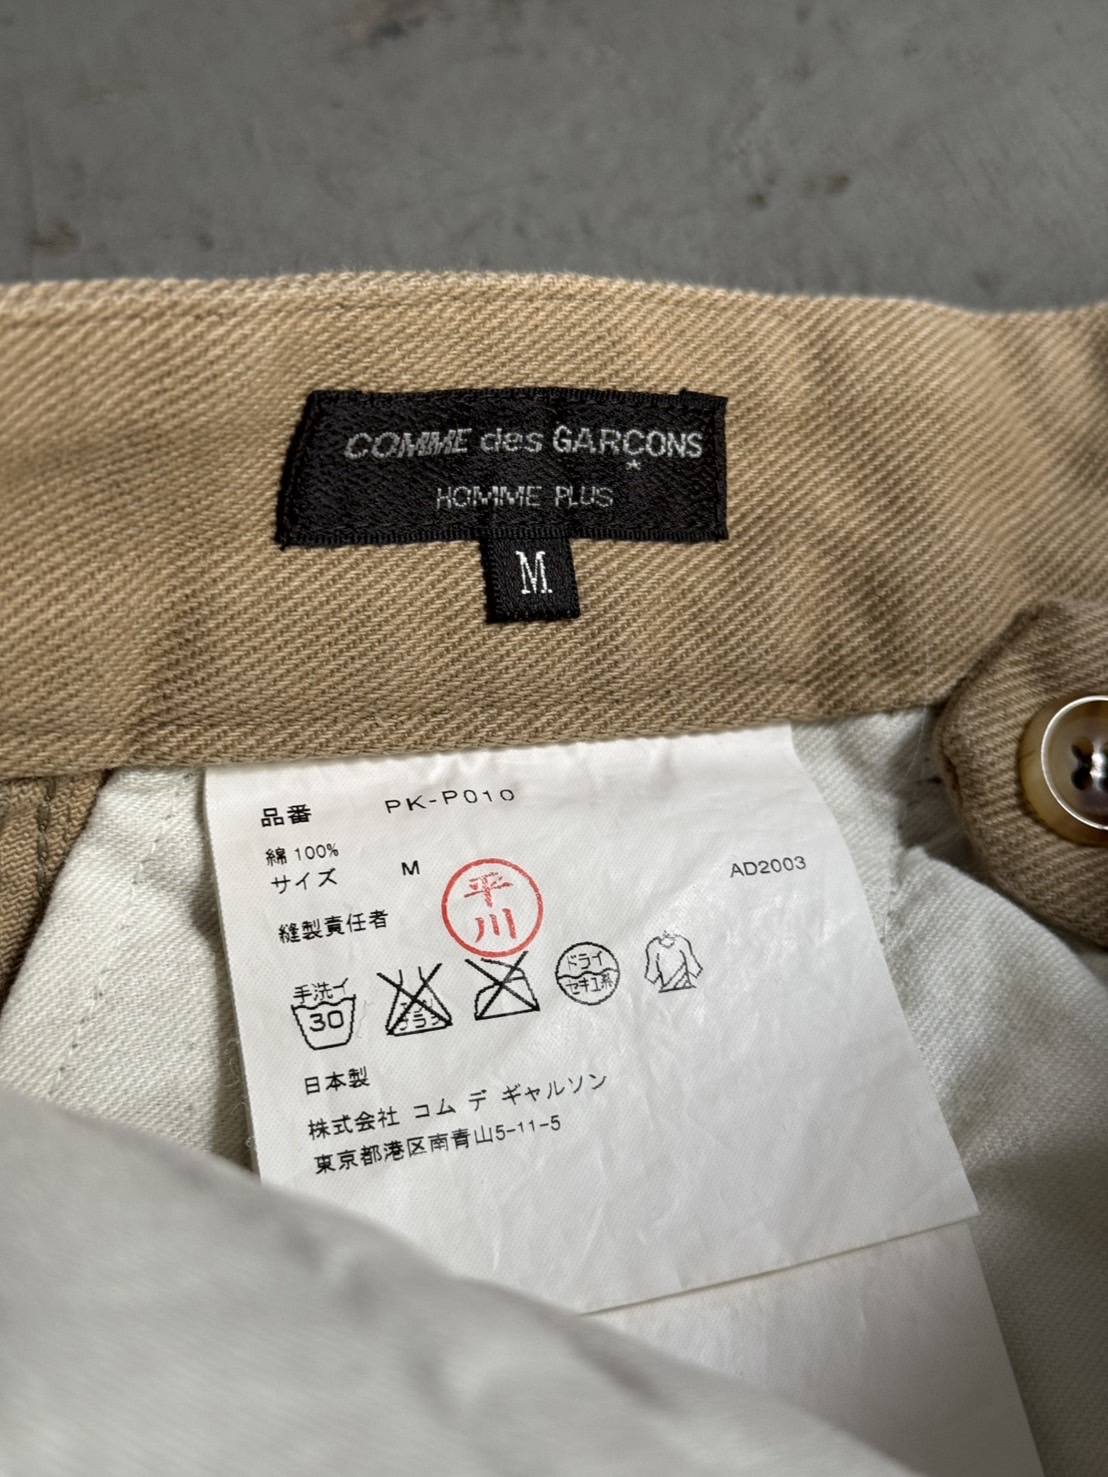 COMME des GARÇONS
HOMME PLUS
M
品番 PK-P010
綿 100%
サイズ M AD2003
縫製責任者 平川
手洗イ
30
ドライ
セキユ系
日本製
株式会社 コム デ ギャルソン
東京都港区南青山5-11-5